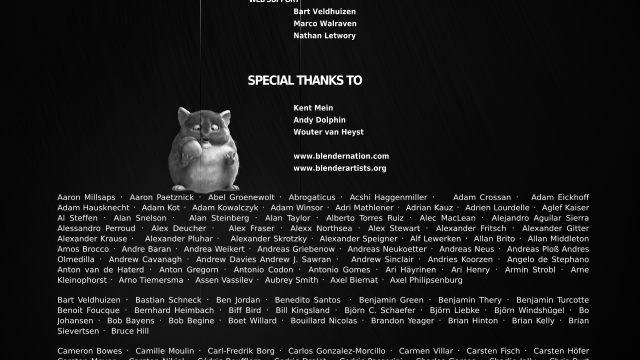 WEB SUPPORT
Bart Veldhuizen
Marco Walraven
Nathan Letwory
SPECIAL THANKS TO
Kent Mein
Andy Dolphin
Wouter van Heyst
www.blendernation.com
www.blenderartists.org
Aaron Millsaps · Aaron Paetznick · Abel Groenewolt · Abrogaticus · Acshi Haggenmiller · Adam Crossan · Adam Eickhoff
Adam Hausknecht · Adam Kot · Adam Kowalczyk · Adam Winsor · Adri Mathlener · Adrian Kauz · Adrien Lourdelle · Aglef Kaiser
Al Steffen · Alan Snelson · Alan Steinberg · Alan Taylor · Alberto Torres Ruiz · Alec MacLean · Alejandro Aguilar Sierra
Alessandro Perroud · Alex Deucher · Alex Fraser · Alexx Northsea · Alex Stewart · Alexander Fritsch · Alexander Gitter
Alexander Krause · Alexander Pluhar · Alexander Skrotzky · Alexander Speigner · Alf Lewerken · Allan Brito · Allan Middleton
Amos Brocco · Andre Baran · Andrea Weikert · Andreas Griebenow · Andreas Neukoetter · Andreas Neus · Andreas Ploß Andres
Olmedilla · Andrew Cavanagh · Andrew Davies Andrew J. Sawran · Andrew Sinclair · Andries Koorzen · Angelo de Stephano
Anton van de Haterd · Anton Gregorn · Antonio Codon · Antonio Gomes · Ari Häyrinen · Ari Henry · Armin Strobl · Arne
Kleinophorst · Arno Tiemersma · Assen Vassilev · Aubrey Smith · Axel Biernat · Axel Philipsenburg
Bart Veldhuizen · Bastian Schneck · Ben Jordan · Benedito Santos · Benjamin Green · Benjamin Thery · Benjamin Turcotte
Benoit Foucque · Bernhard Heimbach · Biff Bird · Bill Kingsland · Björn C. Schaefer · Björn Liebke · Björn Windshügel · Bo
Johansen · Bob Bayens · Bob Begine · Boet Willard · Bouillard Nicolas · Brandon Yeager · Brian Hinton · Brian Kelly · Brian
Sievertsen · Bruce Hill
Cameron Bowes · Camille Moulin · Carl-Fredrik Borg · Carlos Gonzalez-Morcillo · Carmen Villar · Carsten Fisch · Carsten Höfer